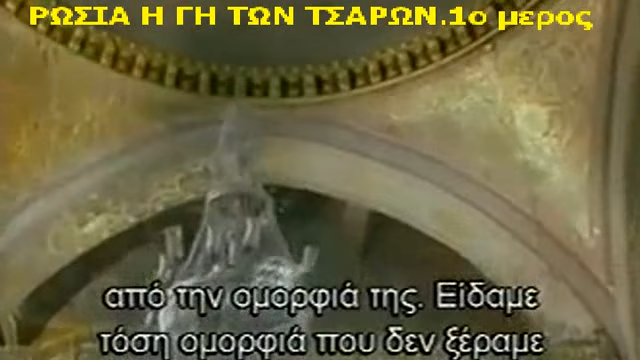 ΡΩΣΙΑ Η ΓΗ ΤΩΝ ΤΣΑΡΩΝ.1ο μερος
από την ομορφιά της. Είδαμε
τόση ομορφιά που δεν ξέραμε